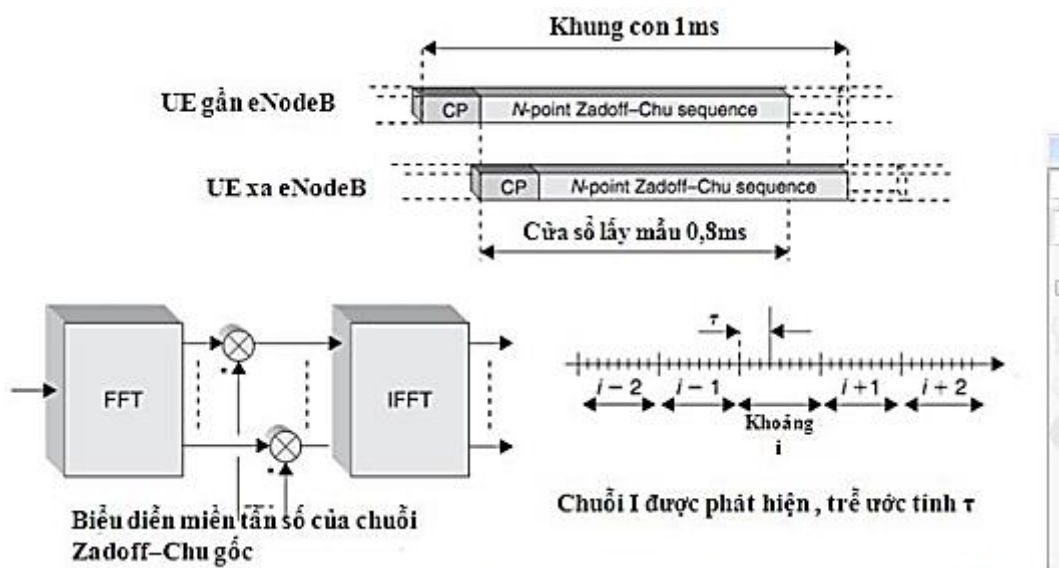 Khung con 1ms
UE gần eNodeB
CP N-point Zadoff–Chu sequence
UE xa eNodeB
CP N-point Zadoff–Chu sequence
Cửa sổ lấy mẫu 0,8ms
FFT
IFFT
τ
i – 2 i – 1 i + 1 i + 2
Khoảng
i
Biểu diễn miền tần số của chuỗi
Zadoff–Chu gốc
Chuỗi I được phát hiện , trễ ước tính τ